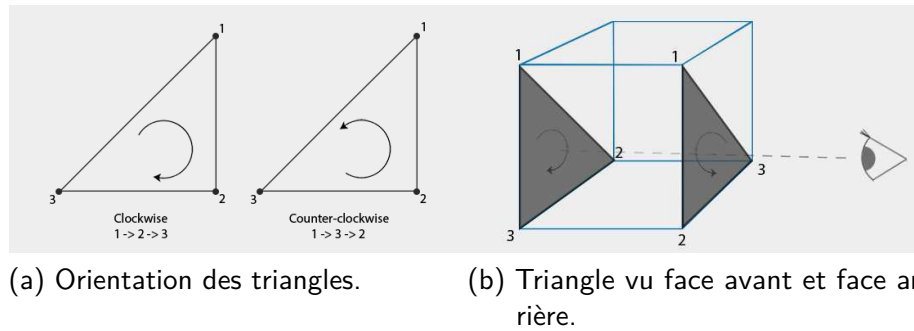 1
1
1
1
2
3
3
2
3
2
Clockwise
1 -> 2 -> 3
Counter-clockwise
1 -> 3 -> 2
3
2
(a) Orientation des triangles.
(b) Triangle vu face avant et face ar
rière.